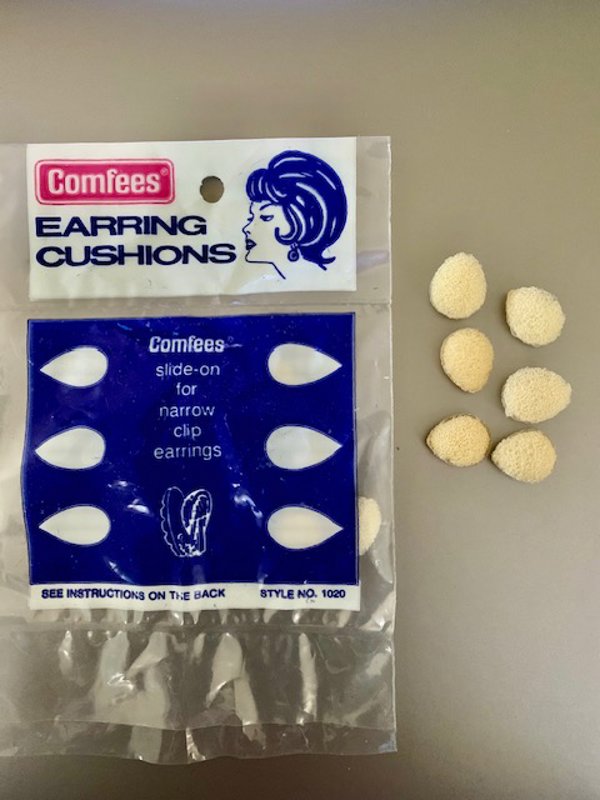 Comfees®
EARRING
CUSHIONS
Comfees®
slide-on
for
narrow
clip
earrings
SEE INSTRUCTIONS ON THE BACK STYLE NO. 1020